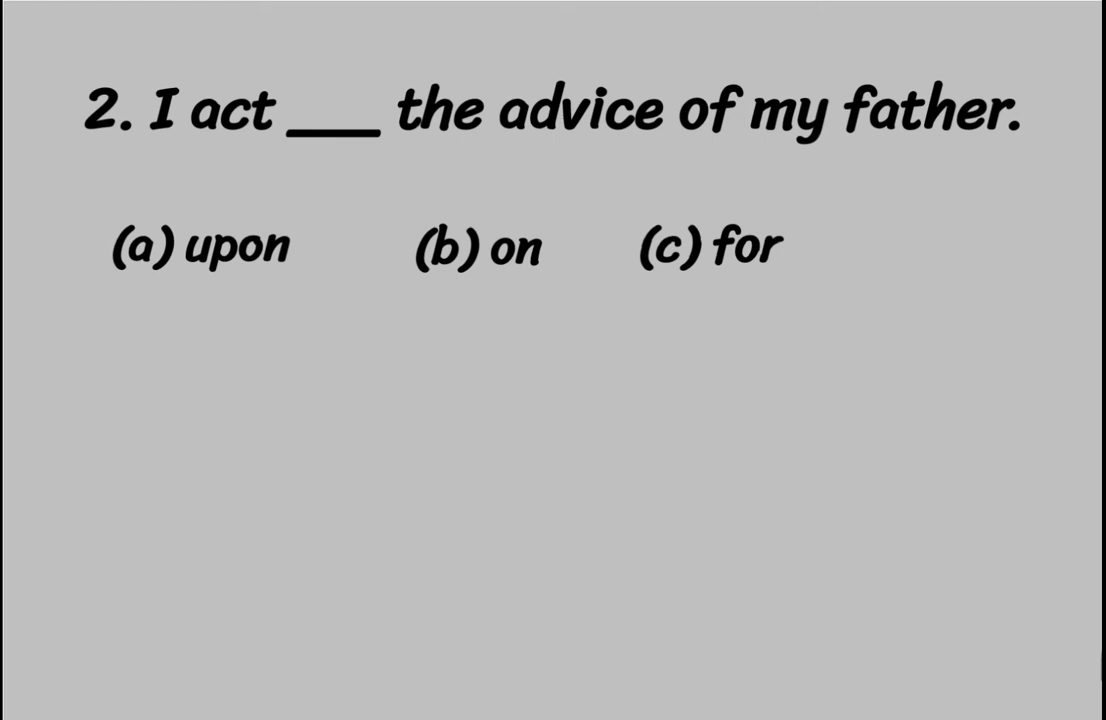 2. I act ___ the advice of my father.
(a) upon (b) on (c) for